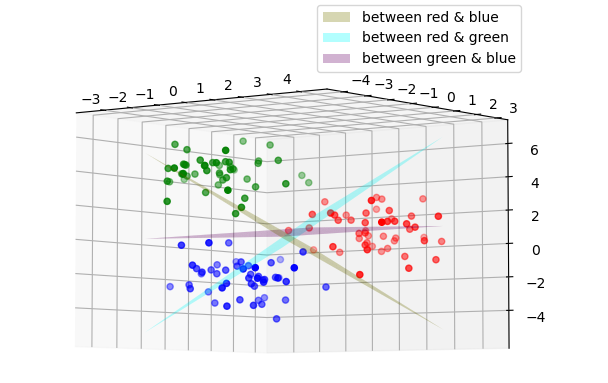 between red & blue
between red & green
between green & blue
−3 −2 −1 0 1 2 3 4
−4 −3 −2 −1 0 1 2 3
6
4
2
0
−2
−4